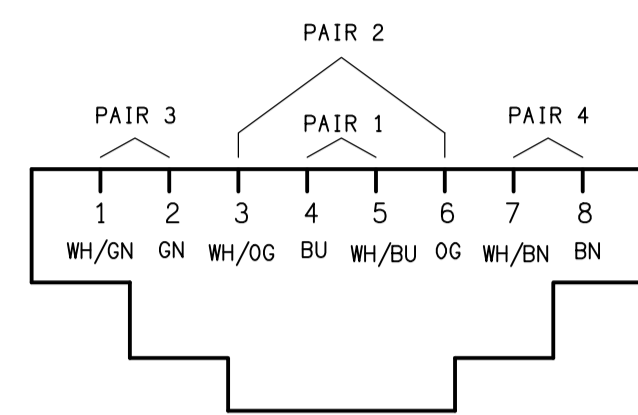 PAIR 2
PAIR 3 PAIR 1 PAIR 4
1 2 3 4 5 6 7 8
WH/GN GN WH/OG BU WH/BU OG WH/BN BN